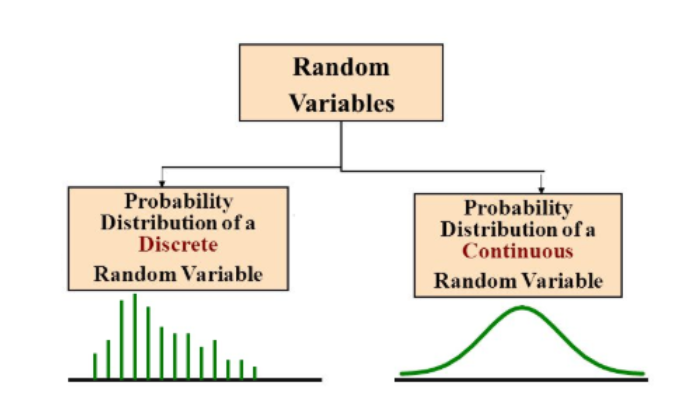 Random
Variables
Probability
Distribution of a
Discrete
Random Variable
Probability
Distribution of a
Continuous
Random Variable